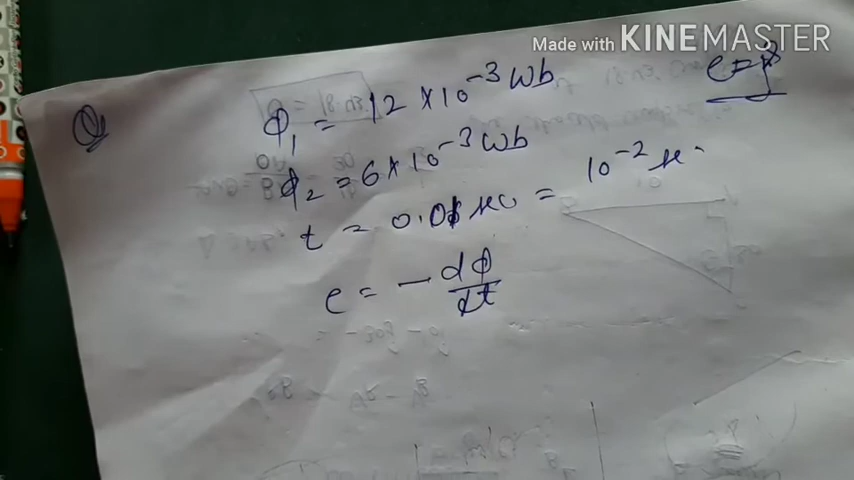 Made with KINEMASTER
Q φ₁ = 12 × 10⁻³ Wb e = ?
φ₂ = 6 × 10⁻³ Wb
t = 0.01 sec = 10⁻² sec
e = - dφ/dt